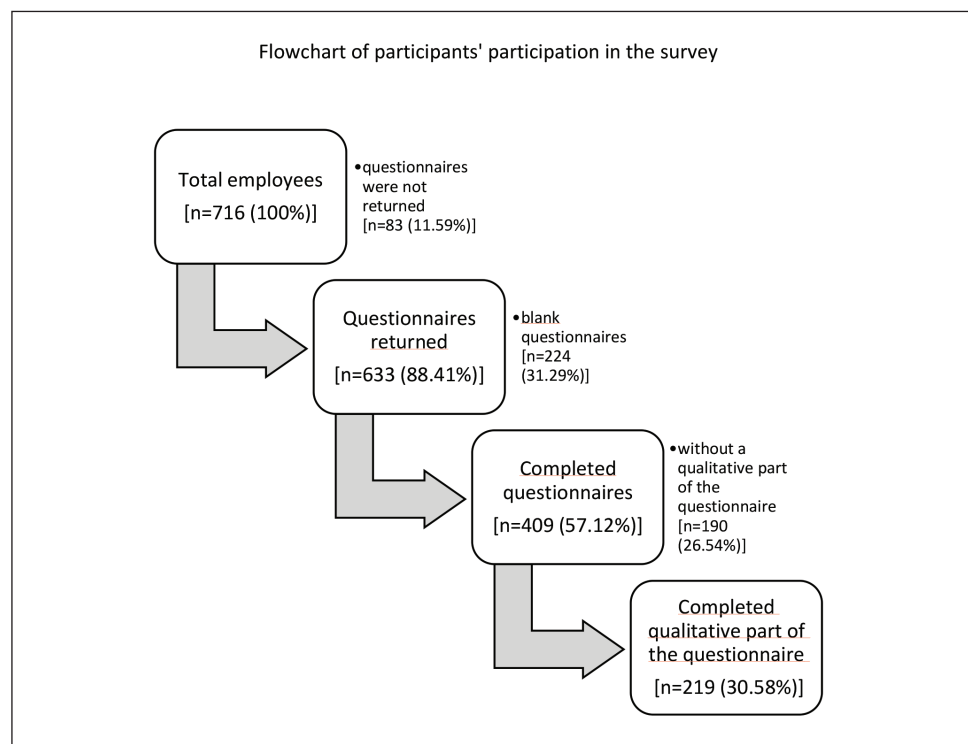 Flowchart of participants' participation in the survey
Total employees
[n=716 (100%)]
•questionnaires
were not
returned
[n=83 (11.59%)]
Questionnaires
returned
[n=633 (88.41%)]
•blank
questionnaires
[n=224
(31.29%)]
Completed
questionnaires
[n=409 (57.12%)]
•without a
qualitative part
of the
questionnaire
[n=190
(26.54%)]
Completed
qualitative part of
the questionnaire
[n=219 (30.58%)]